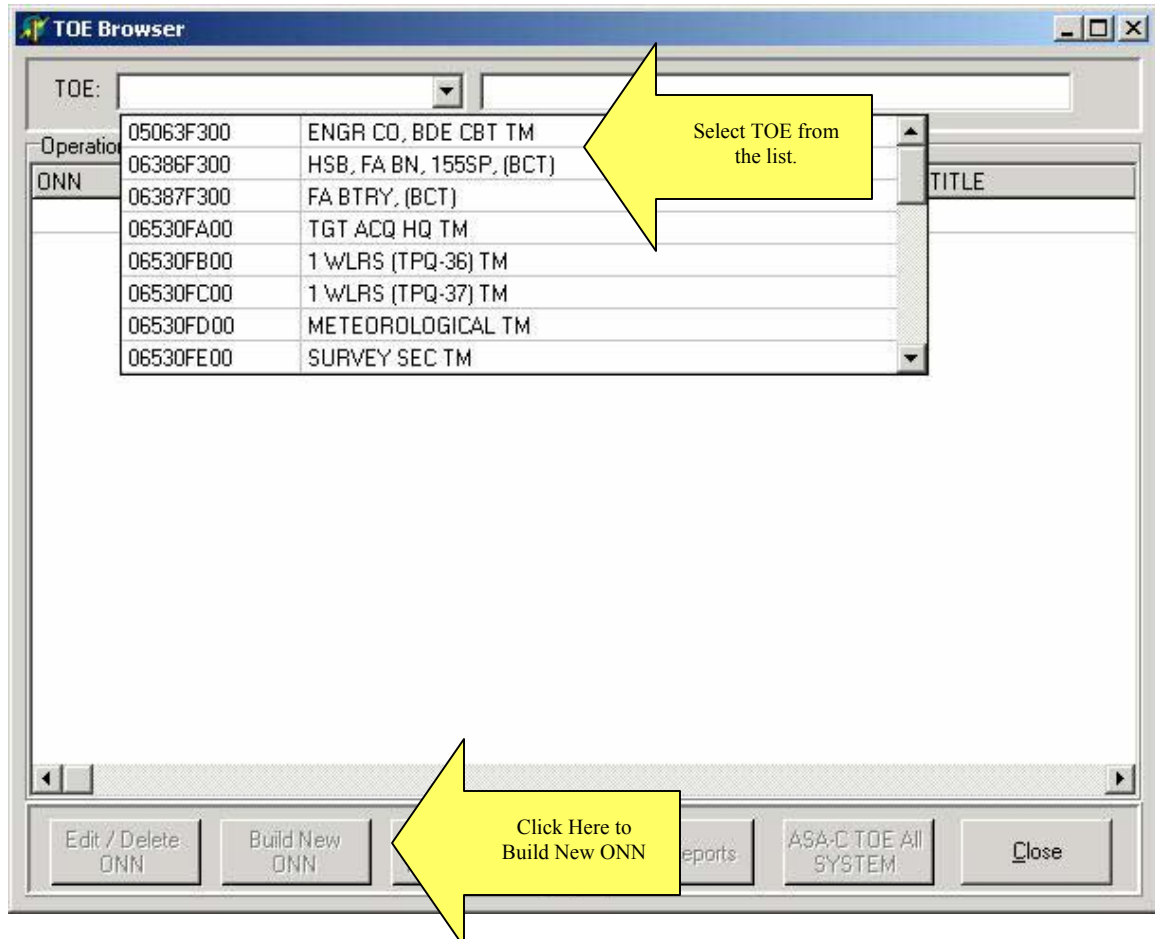 TOE Browser
TOE:
05063F300 ENGR CO, BDE CBT TM
06386F300 HSB, FA BN, 155SP, (BCT)
06387F300 FA BTRY, (BCT)
06530FA00 TGT ACQ HQ TM
06530FB00 1 WLRS (TPQ-36) TM
06530FC00 1 WLRS (TPQ-37) TM
06530FD00 METEOROLOGICAL TM
06530FE00 SURVEY SEC TM
Select TOE from
the list.
ONN TITLE
Edit / Delete
ONN
Build New
ONN
Click Here to
Build New ONN
ASA-C TOE All
SYSTEM
Close